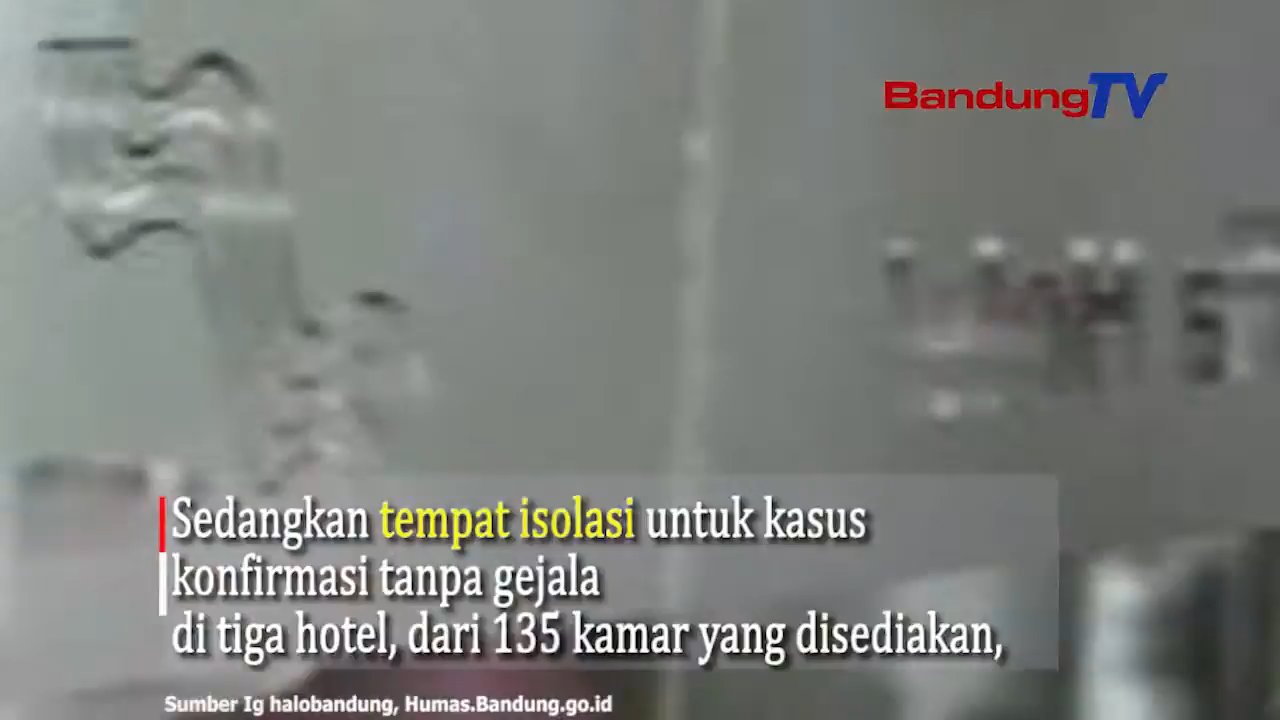 BandungTV
Sedangkan tempat isolasi untuk kasus
konfirmasi tanpa gejala
di tiga hotel, dari 135 kamar yang disediakan,
Sumber Ig halobandung, Humas.Bandung.go.id